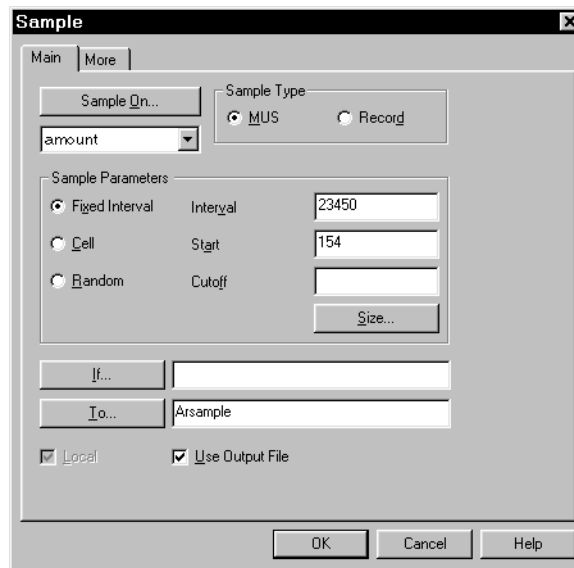 Sample
Main More
Sample On...
amount
Sample Type
MUS Record
Sample Parameters
Fixed Interval Interval 23450
Cell Start 154
Random Cutoff
Size...
If...
To... Arsample
Local Use Output File
OK Cancel Help